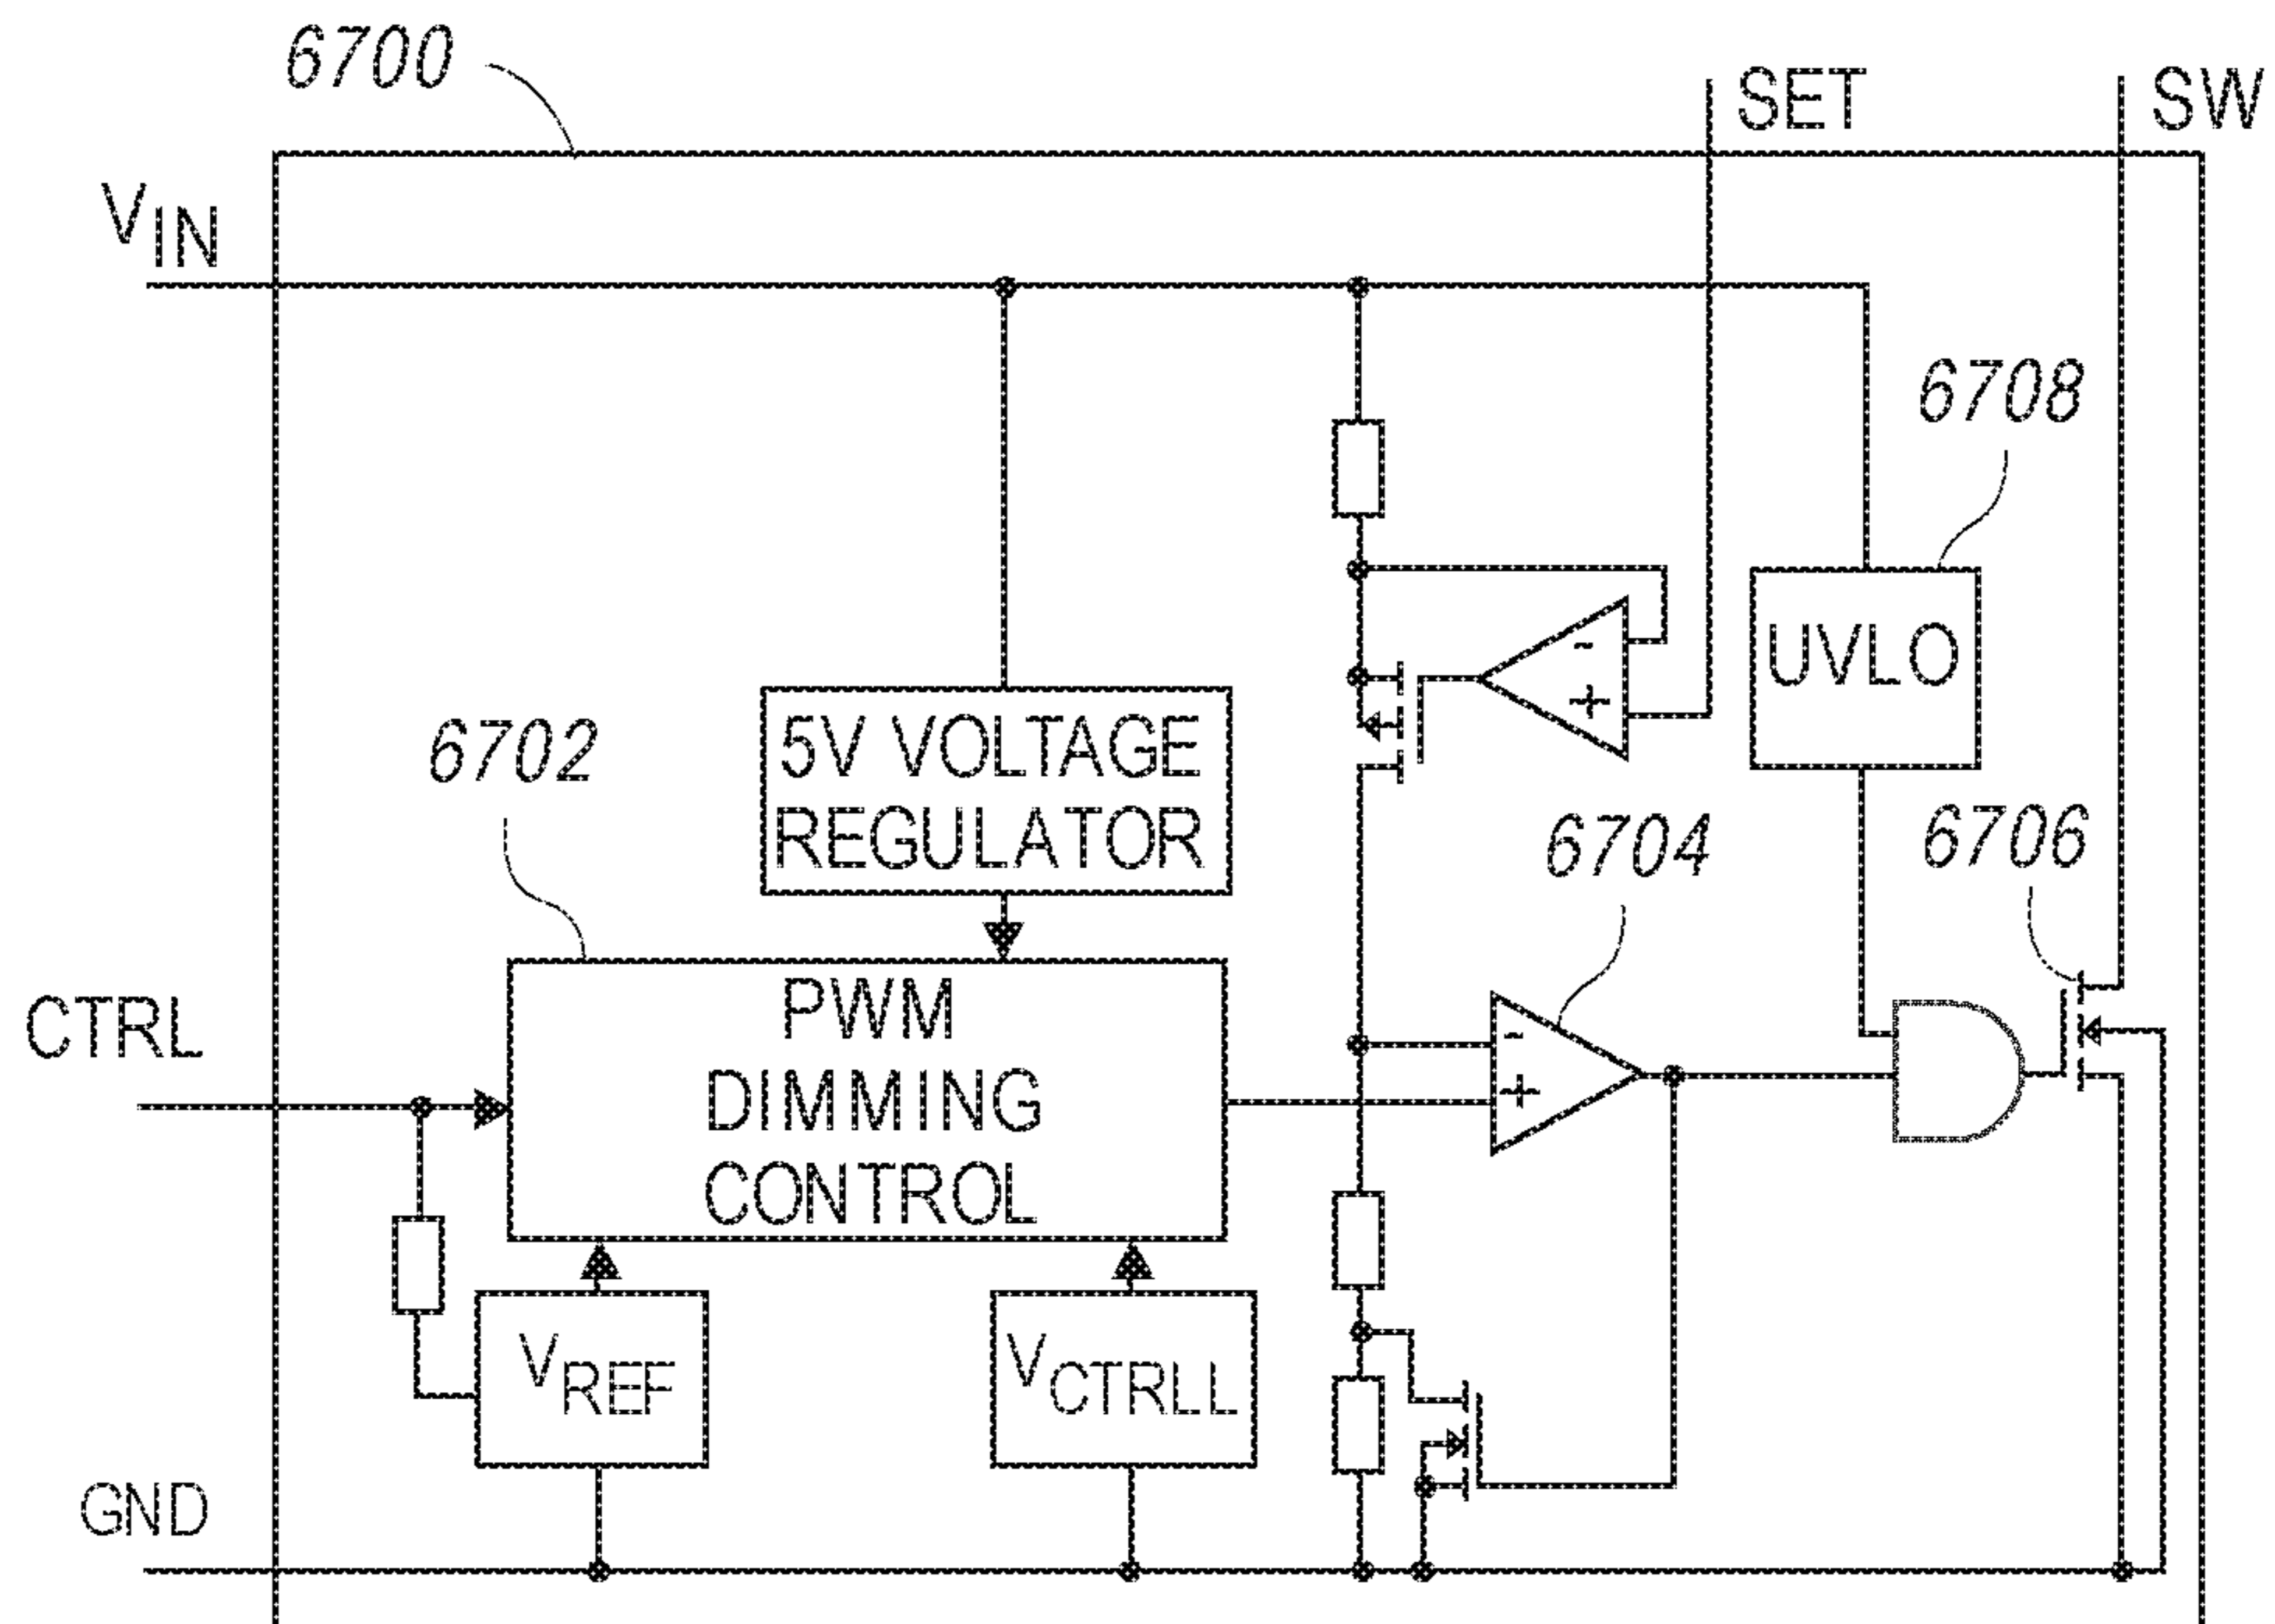 6700
SET
SW
VIN
6708
UVLO
6702
5V VOLTAGE
REGULATOR
6704
6706
-
+
CTRL
PWM
DIMMING
CONTROL
-
+
VREF
VCTRLL
GND